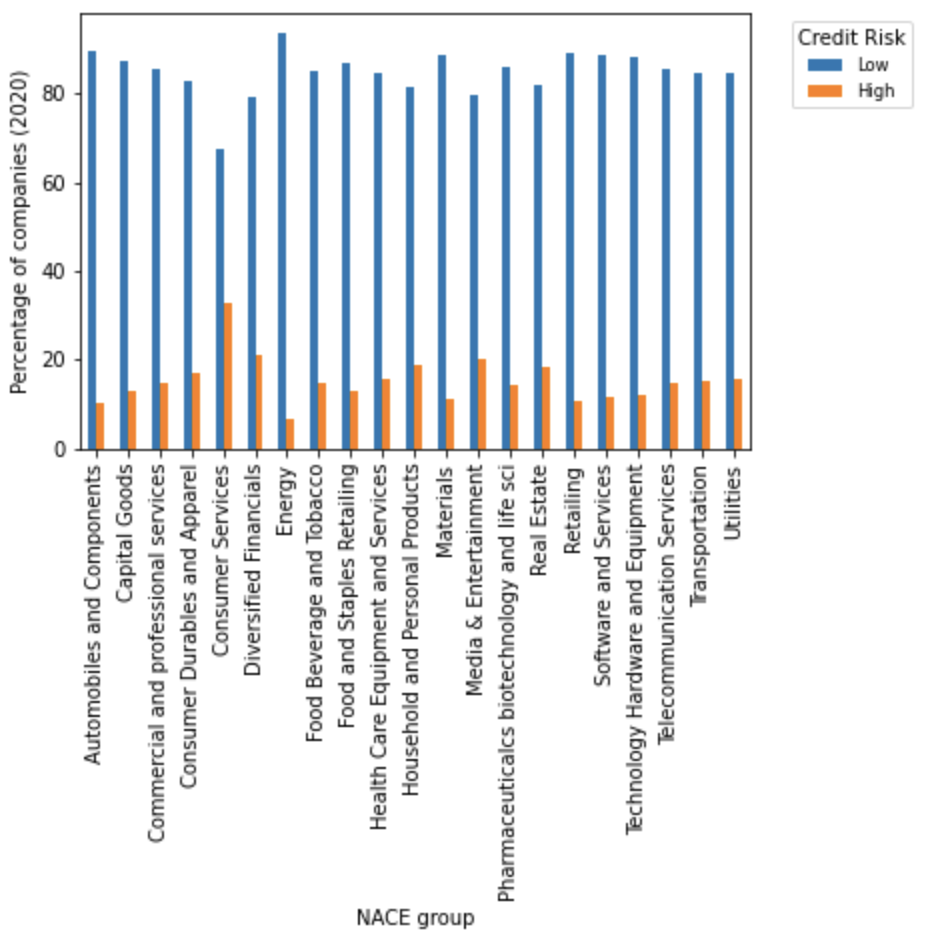 Percentage of companies (2020)
80
60
40
20
0
Credit Risk
Low
High
Automobiles and Components
Capital Goods
Commercial and professional services
Consumer Durables and Apparel
Consumer Services
Diversified Financials
Energy
Food Beverage and Tobacco
Food and Staples Retailing
Health Care Equipment and Services
Household and Personal Products
Materials
Media & Entertainment
Pharmaceuticalcs biotechnology and life sci
Real Estate
Retailing
Software and Services
Technology Hardware and Equipment
Telecommunication Services
Transportation
Utilities
NACE group